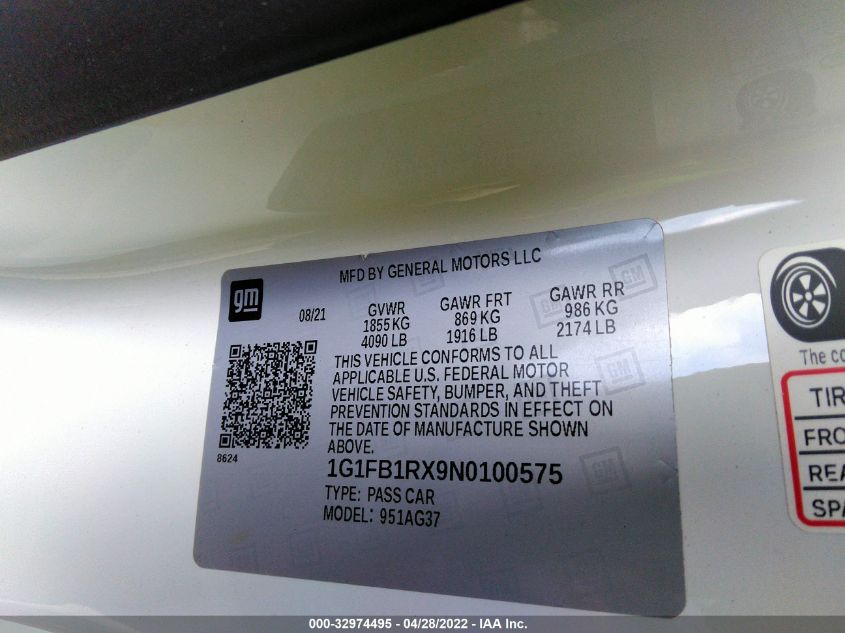 MFD BY GENERAL MOTORS LLC
gm
08/21
GVWR
1855 KG
4090 LB
GAWR FRT
869 KG
1916 LB
GAWR RR
986 KG
2174 LB
THIS VEHICLE CONFORMS TO ALL
APPLICABLE U.S. FEDERAL MOTOR
VEHICLE SAFETY, BUMPER, AND THEFT
PREVENTION STANDARDS IN EFFECT ON
THE DATE OF MANUFACTURE SHOWN
ABOVE.
8624
1G1FB1RX9N0100575
TYPE: PASS CAR
MODEL: 951AG37
GM
GM
GM
The co
TIR
FRO
REA
SPA
000-32974495 - 04/28/2022 - IAA Inc.